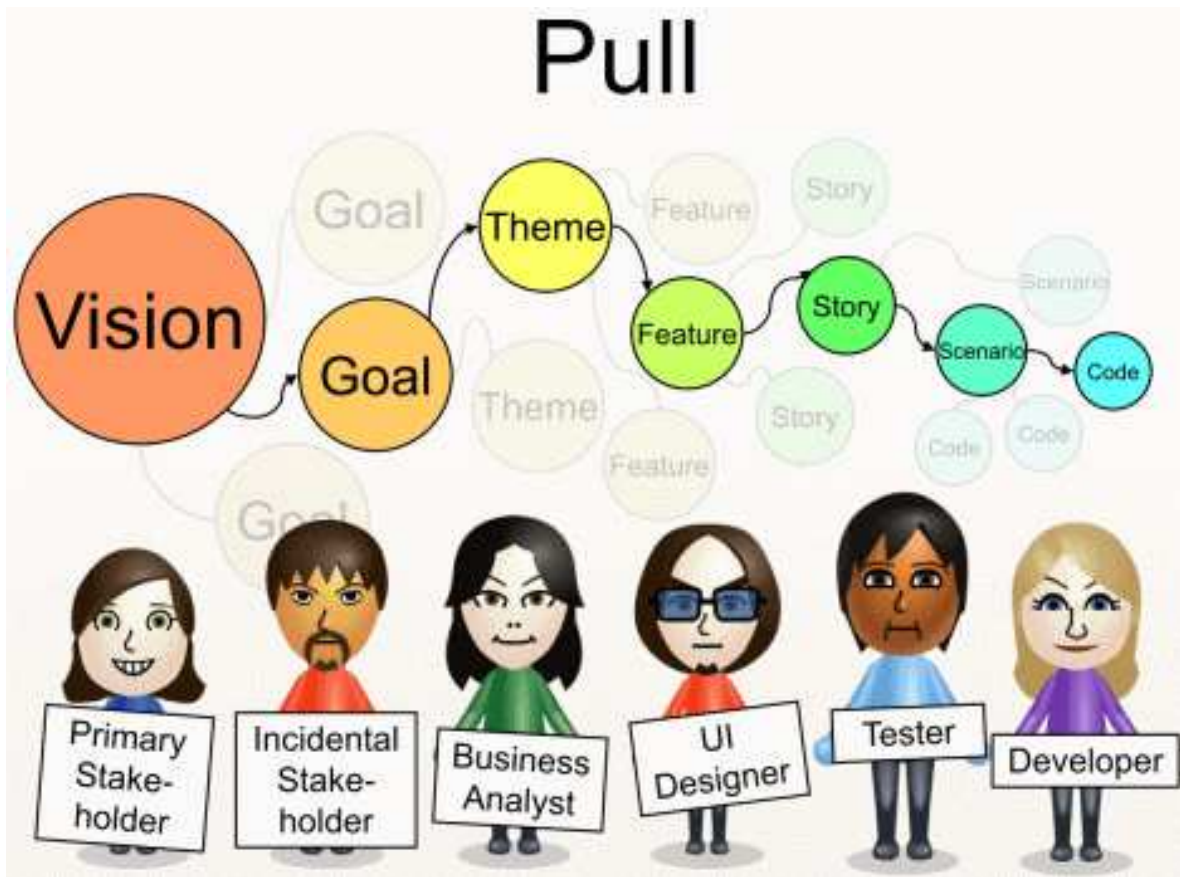 Pull
Goal
Theme
Feature
Story
Vision
Goal
Feature
Story
Scenario
Scenario
Code
Theme
Feature
Story
Code
Code
Goal
Primary
Stake-
holder
Incidental
Stake-
holder
Business
Analyst
UI
Designer
Tester
Developer